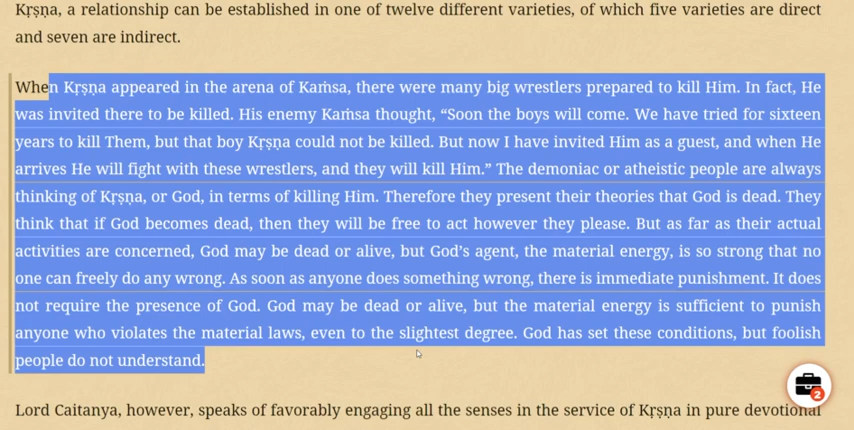 Kṛṣṇa, a relationship can be established in one of twelve different varieties, of which five varieties are direct
and seven are indirect.
When Kṛṣṇa appeared in the arena of Kaṁsa, there were many big wrestlers prepared to kill Him. In fact, He
was invited there to be killed. His enemy Kaṁsa thought, “Soon the boys will come. We have tried for sixteen
years to kill Them, but that boy Kṛṣṇa could not be killed. But now I have invited Him as a guest, and when He
arrives He will fight with these wrestlers, and they will kill Him.” The demoniac or atheistic people are always
thinking of Kṛṣṇa, or God, in terms of killing Him. Therefore they present their theories that God is dead. They
think that if God becomes dead, then they will be free to act however they please. But as far as their actual
activities are concerned, God may be dead or alive, but God’s agent, the material energy, is so strong that no
one can freely do any wrong. As soon as anyone does something wrong, there is immediate punishment. It does
not require the presence of God. God may be dead or alive, but the material energy is sufficient to punish
anyone who violates the material laws, even to the slightest degree. God has set these conditions, but foolish
people do not understand.
2
Lord Caitanya, however, speaks of favorably engaging all the senses in the service of Kṛṣṇa in pure devotional